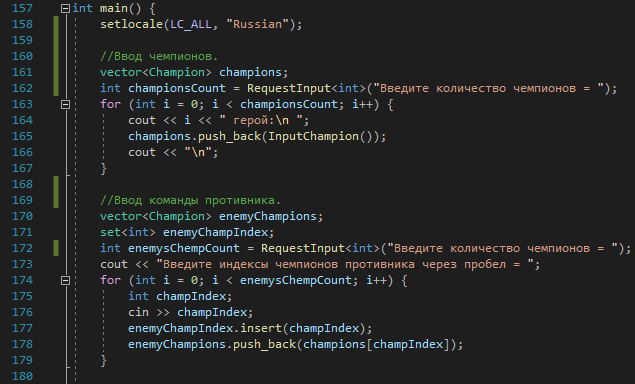 157 int main() {
158 setlocale(LC_ALL, "Russian");
159
160 //Ввод чемпионов.
161 vector<Champion> champions;
162 int championsCount = RequestInput<int>("Введите количество чемпионов = ");
163 for (int i = 0; i < championsCount; i++) {
164 cout << i << " герой:\n ";
165 champions.push_back(InputChampion());
166 cout << "\n";
167 }
168
169 //Ввод команды противника.
170 vector<Champion> enemyChampions;
171 set<int> enemyChampIndex;
172 int enemysChempCount = RequestInput<int>("Введите количество чемпионов = ");
173 cout << "Введите индексы чемпионов противника через пробел = ";
174 for (int i = 0; i < enemysChempCount; i++) {
175 int champIndex;
176 cin >> champIndex;
177 enemyChampIndex.insert(champIndex);
178 enemyChampions.push_back(champions[champIndex]);
179 }
180